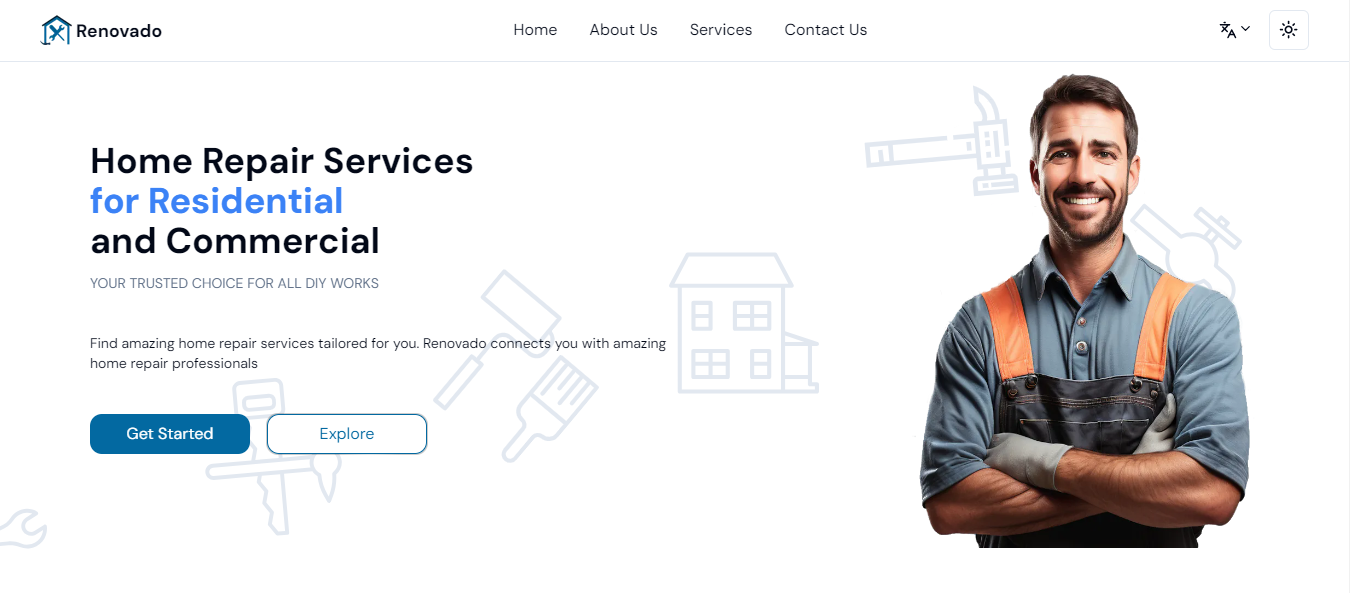 Renovado
Home
About Us
Services
Contact Us
Home Repair Services
for Residential
and Commercial
YOUR TRUSTED CHOICE FOR ALL DIY WORKS
Find amazing home repair services tailored for you. Renovado connects you with amazing
home repair professionals
Get Started
Explore